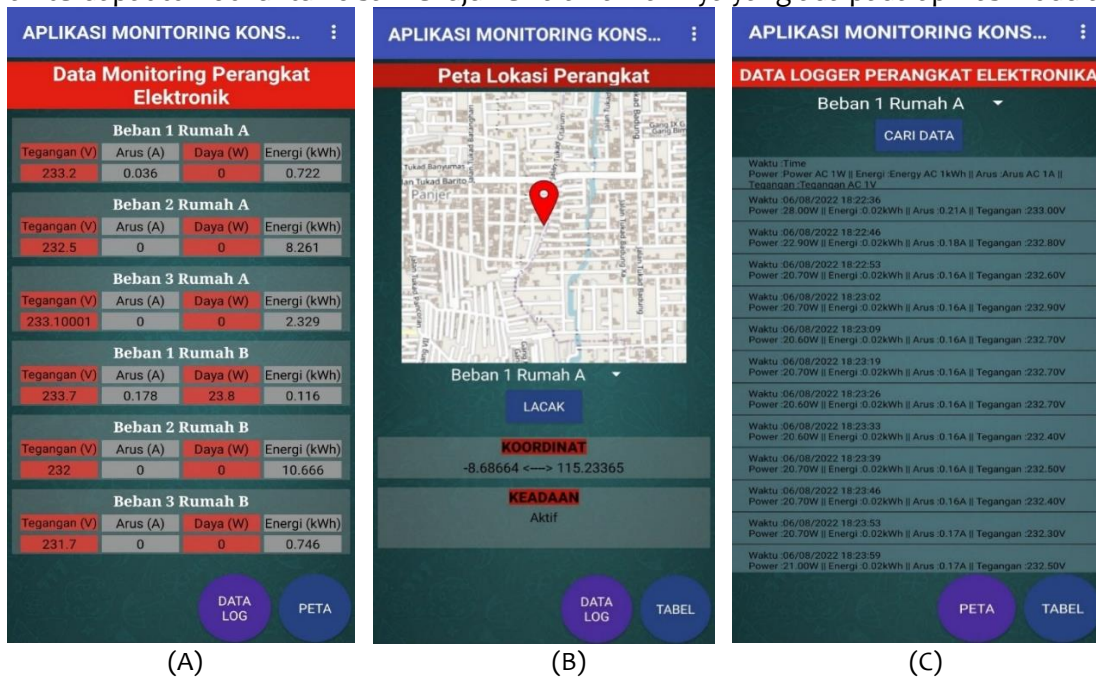 APLIKASI MONITORING KONS...
Data Monitoring Perangkat
Elektronik
Beban 1 Rumah A
Tegangan (V) Arus (A) Daya (W) Energi (kWh)
233.2 0.036 0 0.722
Beban 2 Rumah A
Tegangan (V) Arus (A) Daya (W) Energi (kWh)
232.5 0 0 8.261
Beban 3 Rumah A
Tegangan (V) Arus (A) Daya (W) Energi (kWh)
233.10001 0 0 2.329
Beban 1 Rumah B
Tegangan (V) Arus (A) Daya (W) Energi (kWh)
233.7 0.178 23.8 0.116
Beban 2 Rumah B
Tegangan (V) Arus (A) Daya (W) Energi (kWh)
232 0 0 10.666
Beban 3 Rumah B
Tegangan (V) Arus (A) Daya (W) Energi (kWh)
231.7 0 0 0.746
DATA
LOG
PETA
(A)
APLIKASI MONITORING KONS...
Peta Lokasi Perangkat
Tukad Banyumas
Tukad Barito
Panjer
Jalan Tukad Badung
Beban 1 Rumah A
LACAK
KOORDINAT
-8.68664 <----> 115.23365
KEADAAN
Aktif
DATA
LOG
TABEL
(B)
APLIKASI MONITORING KONS...
DATA LOGGER PERANGKAT ELEKTRONIKA
Beban 1 Rumah A
CARI DATA
Waktu :Time
Power :Power AC 1W || Energi :Energy AC 1kWh || Arus :Arus AC 1A ||
Tegangan :Tegangan AC 1V
Waktu :06/08/2022 18:22:36
Power :28.00W || Energi :0.02kWh || Arus :0.21A || Tegangan :233.00V
Waktu :06/08/2022 18:22:46
Power :22.90W || Energi :0.02kWh || Arus :0.18A || Tegangan :232.80V
Waktu :06/08/2022 18:22:53
Power :20.70W || Energi :0.02kWh || Arus :0.16A || Tegangan :232.60V
Waktu :06/08/2022 18:23:02
Power :20.70W || Energi :0.02kWh || Arus :0.16A || Tegangan :232.90V
Waktu :06/08/2022 18:23:09
Power :20.60W || Energi :0.02kWh || Arus :0.16A || Tegangan :232.70V
Waktu :06/08/2022 18:23:19
Power :20.70W || Energi :0.02kWh || Arus :0.16A || Tegangan :232.70V
Waktu :06/08/2022 18:23:26
Power :20.60W || Energi :0.02kWh || Arus :0.16A || Tegangan :232.70V
Waktu :06/08/2022 18:23:33
Power :20.60W || Energi :0.02kWh || Arus :0.16A || Tegangan :232.40V
Waktu :06/08/2022 18:23:39
Power :20.70W || Energi :0.02kWh || Arus :0.16A || Tegangan :232.50V
Waktu :06/08/2022 18:23:46
Power :20.70W || Energi :0.02kWh || Arus :0.16A || Tegangan :232.40V
Waktu :06/08/2022 18:23:53
Power :20.70W || Energi :0.02kWh || Arus :0.17A || Tegangan :232.30V
Waktu :06/08/2022 18:23:59
Power :21.00W || Energi :0.02kWh || Arus :0.17A || Tegangan :232.50V
PETA
TABEL
(C)